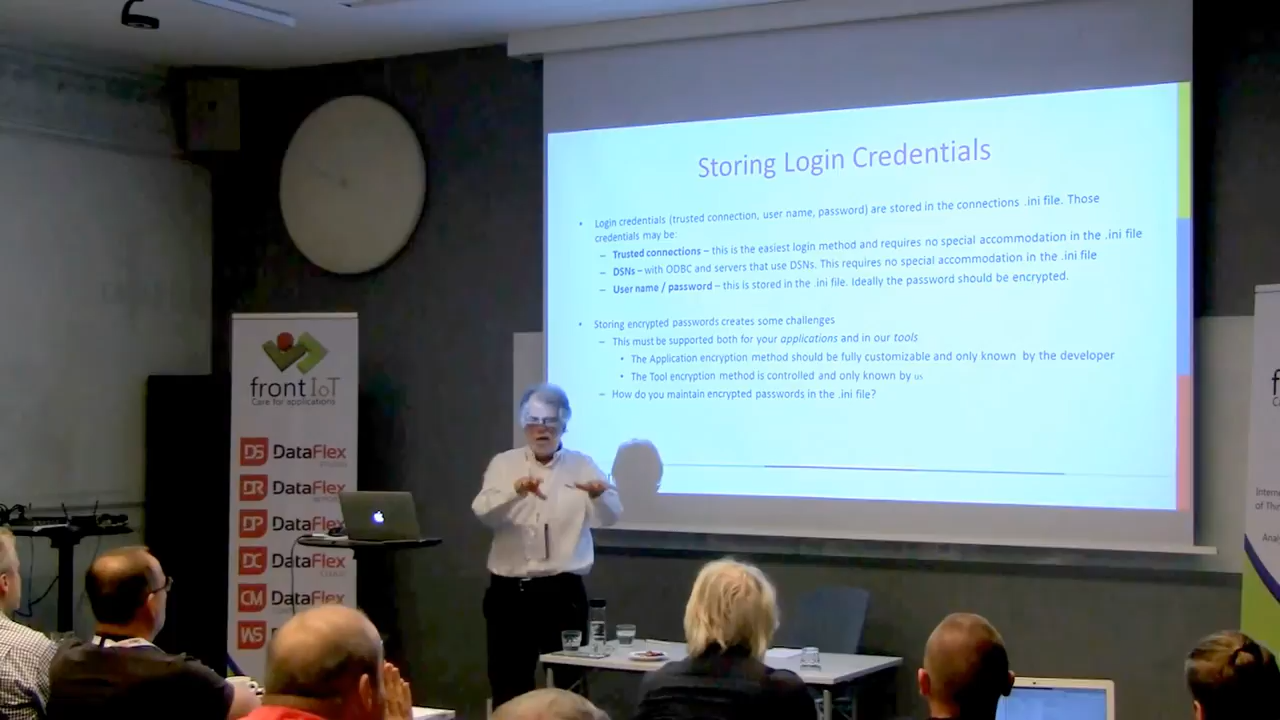 Storing Login Credentials
• Login credentials (trusted connection, user name, password) are stored in the connections .ini file. Those
credentials may be:
– Trusted connections – this is the easiest login method and requires no special accommodation in the .ini file
– DSNs – with ODBC and servers that use DSNs. This requires no special accommodation in the .ini file
– User name / password – this is stored in the .ini file. Ideally the password should be encrypted.
• Storing encrypted passwords creates some challenges
– This must be supported both for your applications and in our tools
• The Application encryption method should be fully customizable and only known by the developer
• The Tool encryption method is controlled and only known by us
– How do you maintain encrypted passwords in the .ini file?
front IoT
Care for applications
DS DataFlex
DR DataFlex
DP DataFlex
DC DataFlex
CM DataFlex
WS
of Thi